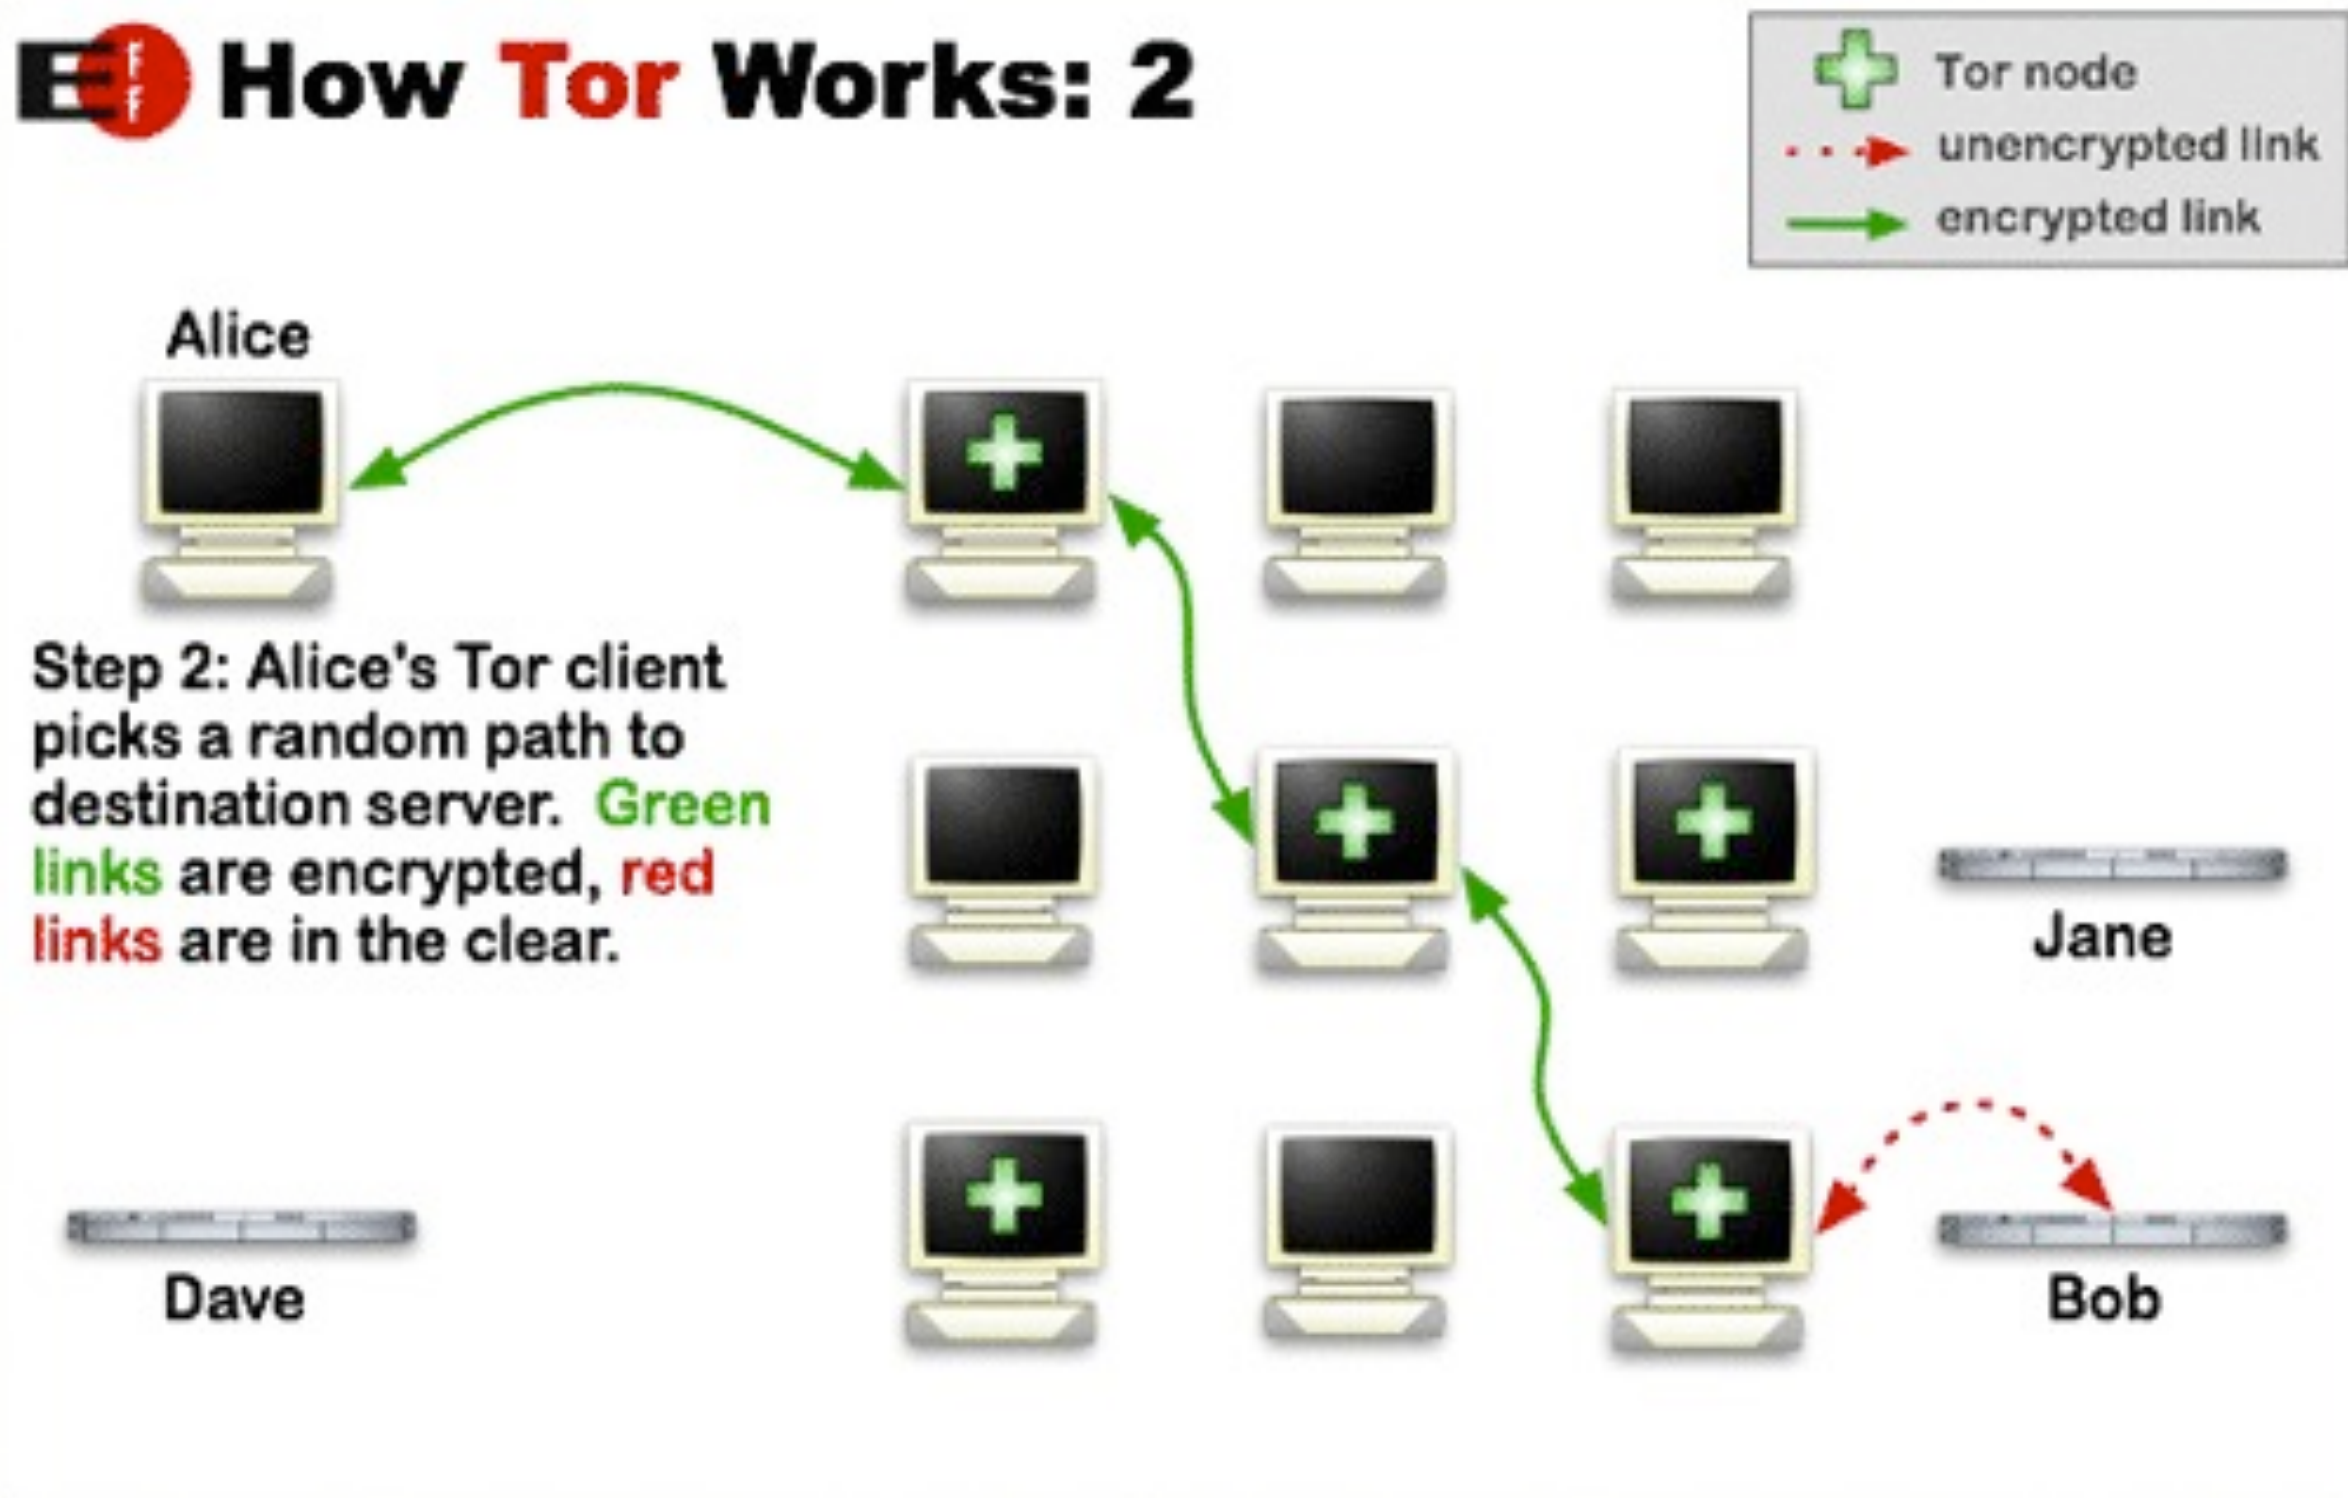 EFF How Tor Works: 2
Tor node
unencrypted link
encrypted link
Alice
Step 2: Alice's Tor client
picks a random path to
destination server. Green
links are encrypted, red
links are in the clear.
Jane
Dave
Bob